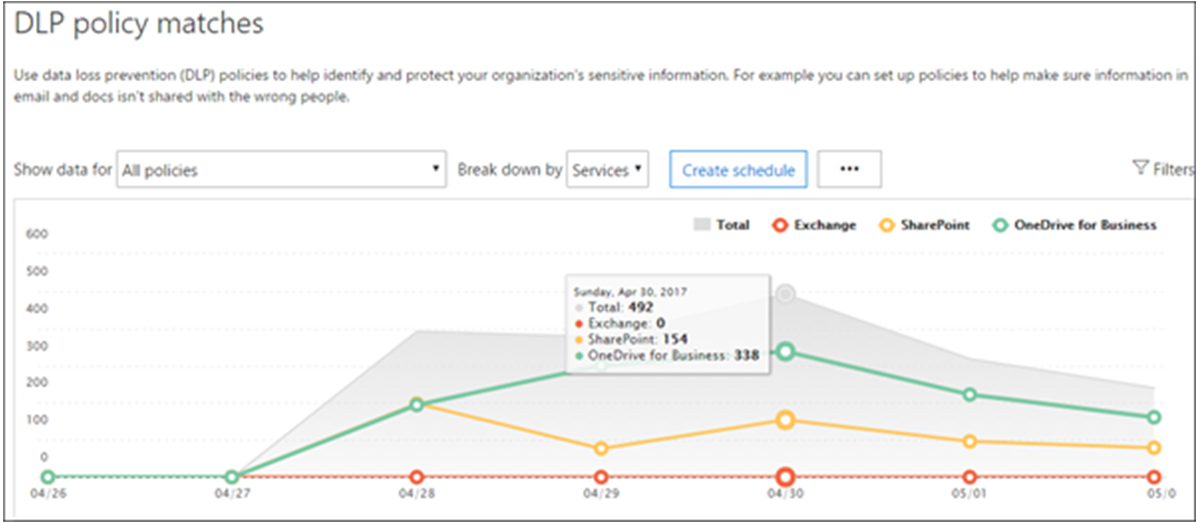 DLP policy matches
Use data loss prevention (DLP) policies to help identify and protect your organization's sensitive information. For example you can set up policies to help make sure information in
email and docs isn't shared with the wrong people.
Show data for All policies Break down by Services Create schedule ••• Filters
Total Exchange SharePoint OneDrive for Business
600
500
400
300
200
100
0
Sunday, Apr 30, 2017
Total: 492
Exchange: 0
SharePoint: 154
OneDrive for Business: 338
04/26 04/27 04/28 04/29 04/30 05/01 05/0